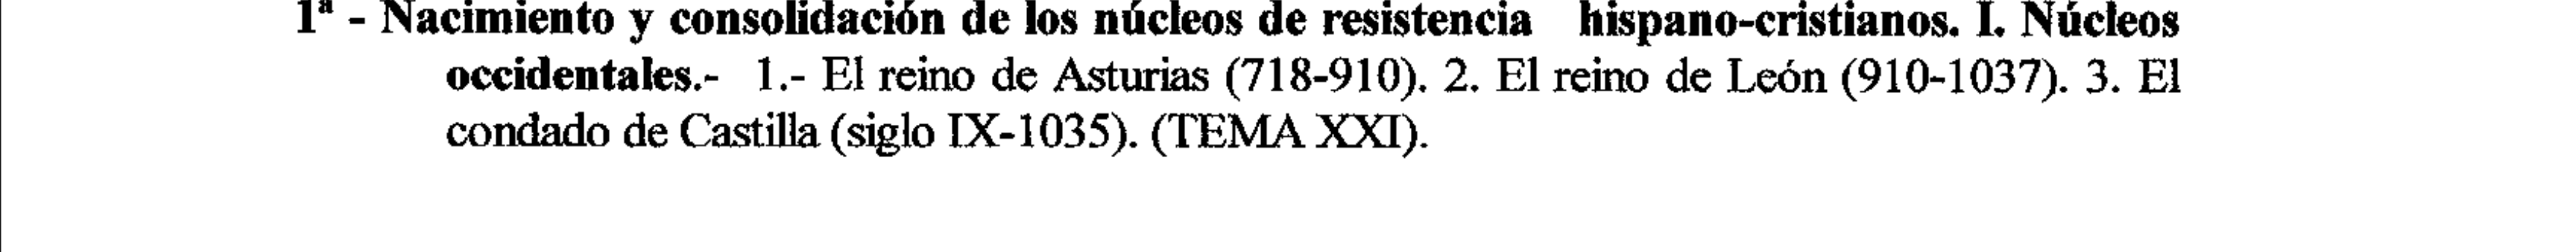 1ª - Nacimiento y consolidación de los núcleos de resistencia hispano-cristianos. I. Núcleos
occidentales.- 1.- El reino de Asturias (718-910). 2. El reino de León (910-1037). 3. El
condado de Castilla (siglo IX-1035). (TEMA XXI).